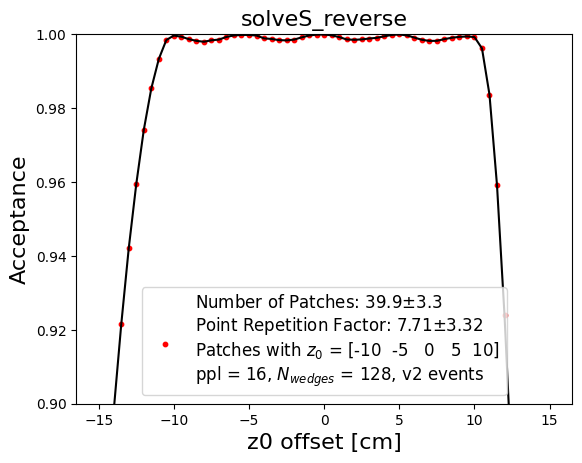 solveS_reverse
Acceptance
1.00
0.98
0.96
0.94
0.92
0.90
Number of Patches: 39.9±3.3
Point Repetition Factor: 7.71±3.32
Patches with z₀ = [-10 -5 0 5 10]
ppl = 16, N_wedges = 128, v2 events
−15 −10 −5 0 5 10 15
z0 offset [cm]